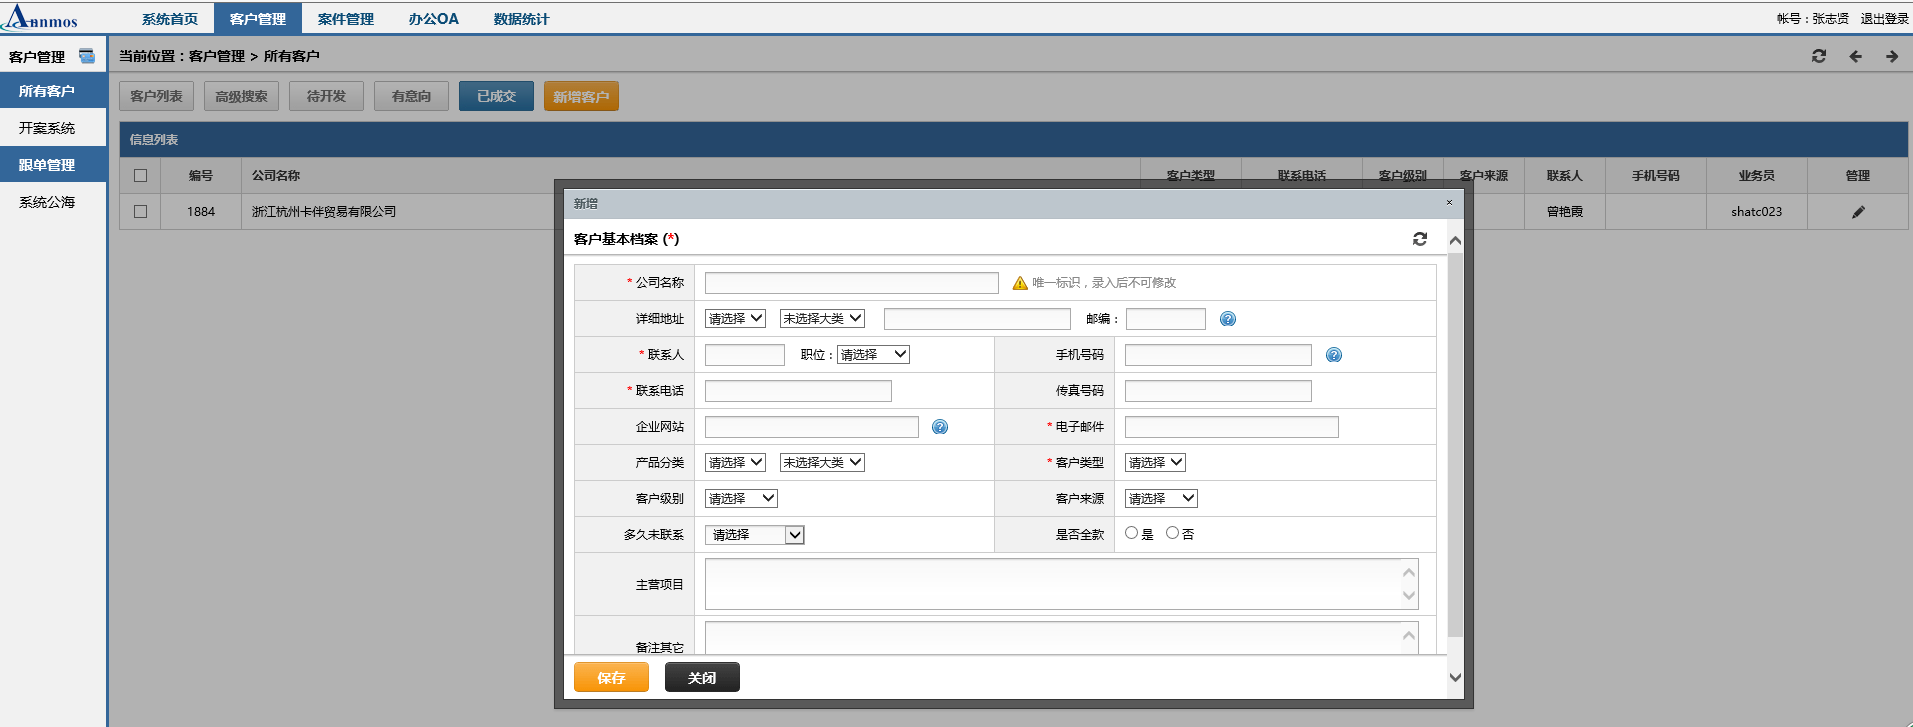 Aanmos 系统首页 客户管理 案件管理 办公OA 数据统计 帐号：张志贤 退出登录
客户管理 当前位置：客户管理 > 所有客户
所有客户
开案系统
跟单管理
系统公海
客户列表 高级搜索 待开发 有意向 已成交 新增客户
信息列表
编号 公司名称 客户类型 联系电话 客户级别 客户来源 联系人 手机号码 业务员 管理
1884 浙江杭州卡伴贸易有限公司 曾艳霞 shatc023
新增 ×
客户基本档案 (*)
* 公司名称 唯一标识，录入后不可修改
详细地址 请选择 未选择大类 邮编：
* 联系人 职位：请选择 手机号码
* 联系电话 传真号码
企业网站 * 电子邮件
产品分类 请选择 未选择大类 * 客户类型 请选择
客户级别 请选择 客户来源 请选择
多久未联系 请选择 是否全款 是 否
主营项目
备注其它
保存 关闭